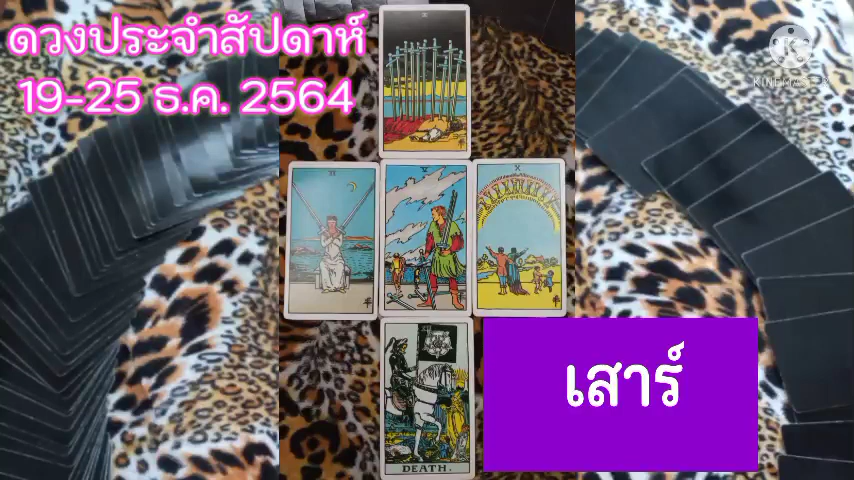 ดวงประจำสัปดาห์
19-25 ธ.ค. 2564
KINEMASTER
X
II
X
เสาร์
DEATH.